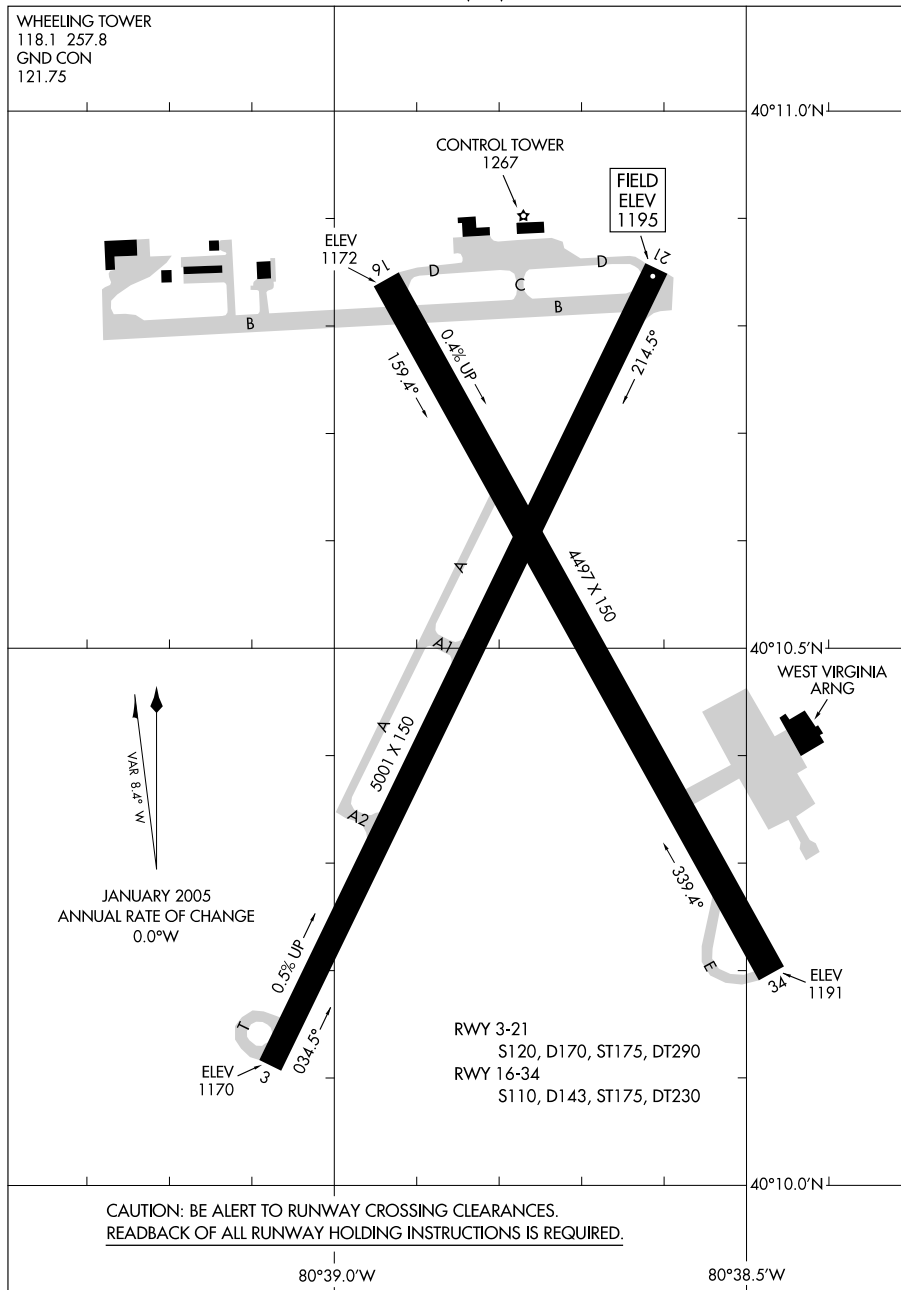 WHEELING TOWER
118.1 257.8
GND CON
121.75
40°11.0'N
CONTROL TOWER
1267
FIELD
ELEV
1195
ELEV
1172
16
21
D
D
C
B
B
0.4% UP
159.4°
214.5°
A
4497 X 150
A1
40°10.5'N
WEST VIRGINIA
ARNG
A
5001 X 150
VAR 8.4° W
A2
JANUARY 2005
ANNUAL RATE OF CHANGE
0.0°W
339.4°
0.5% UP
E
34
ELEV
1191
T
034.5°
RWY 3-21
S120, D170, ST175, DT290
RWY 16-34
S110, D143, ST175, DT230
ELEV
1170
3
40°10.0'N
CAUTION: BE ALERT TO RUNWAY CROSSING CLEARANCES.
READBACK OF ALL RUNWAY HOLDING INSTRUCTIONS IS REQUIRED.
80°39.0'W
80°38.5'W